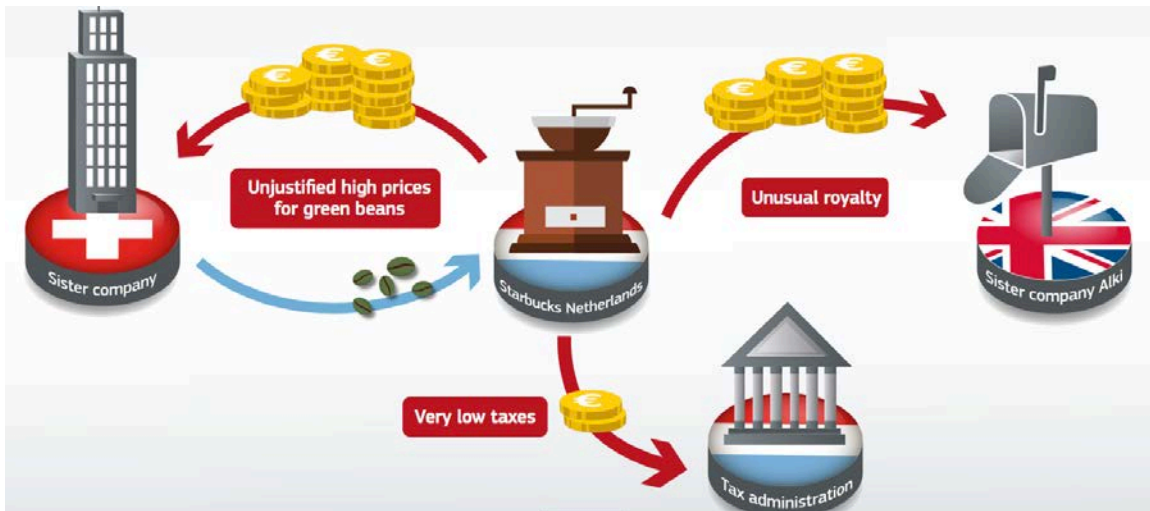 Unjustified high prices
for green beans
Unusual royalty
Sister company
Starbucks Netherlands
Sister company Alki
Very low taxes
Tax administration